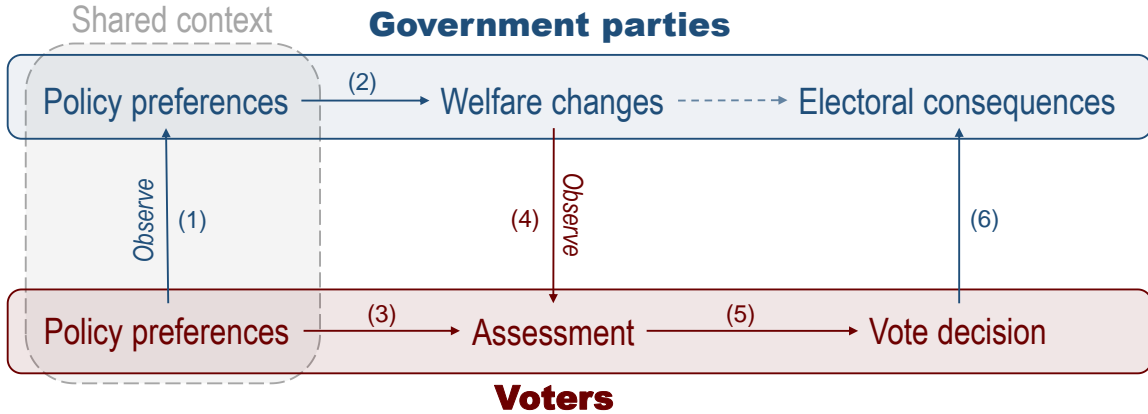 Shared context
Government parties
Policy preferences
(2)
Welfare changes
Electoral consequences
Observe
(1)
(4)
Observe
(6)
Policy preferences
(3)
Assessment
(5)
Vote decision
Voters